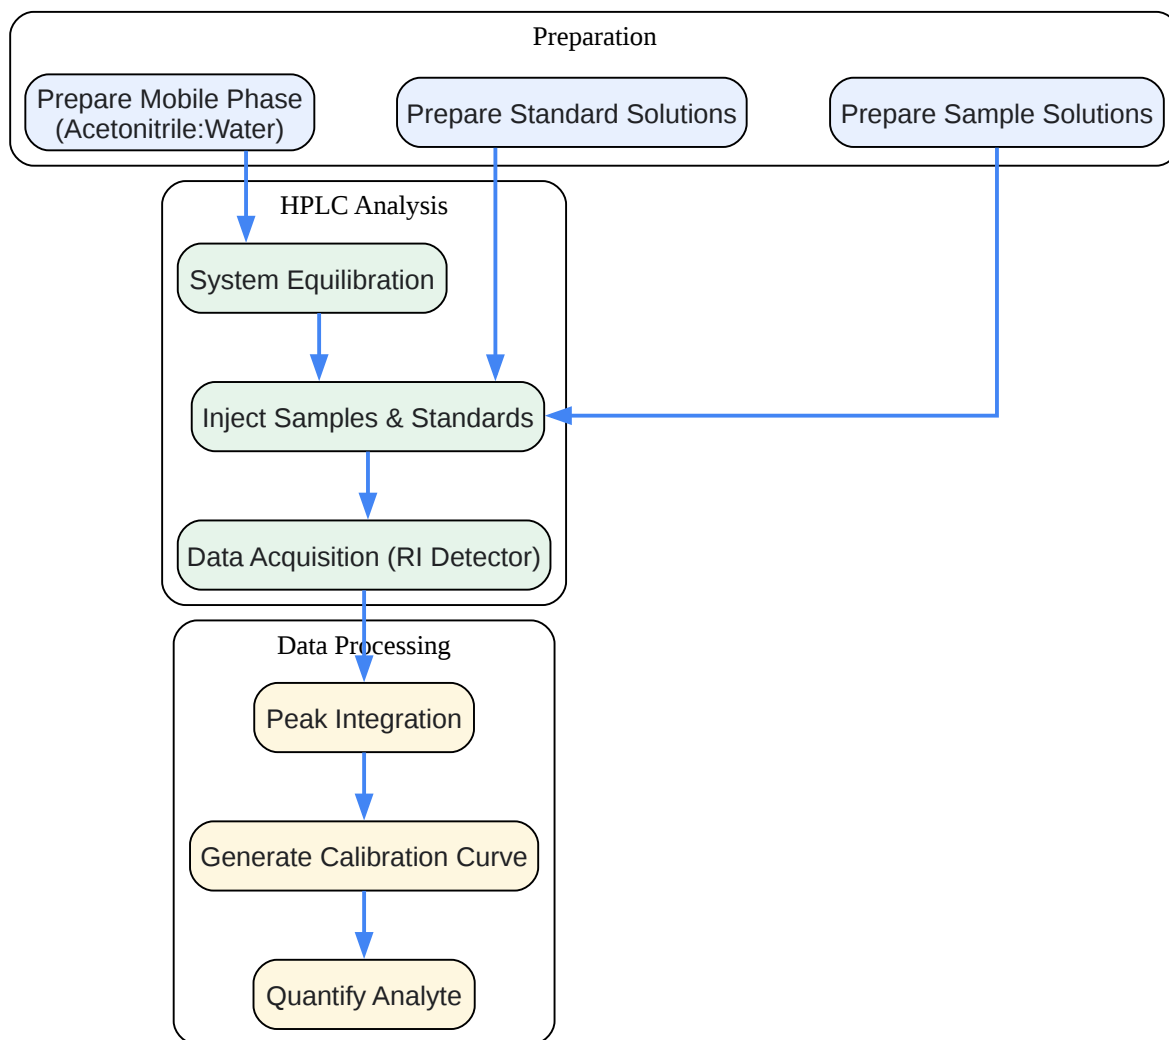 Preparation
Prepare Mobile Phase
(Acetonitrile:Water)
Prepare Standard Solutions
Prepare Sample Solutions
HPLC Analysis
System Equilibration
Inject Samples & Standards
Data Acquisition (RI Detector)
Data Processing
Peak Integration
Generate Calibration Curve
Quantify Analyte